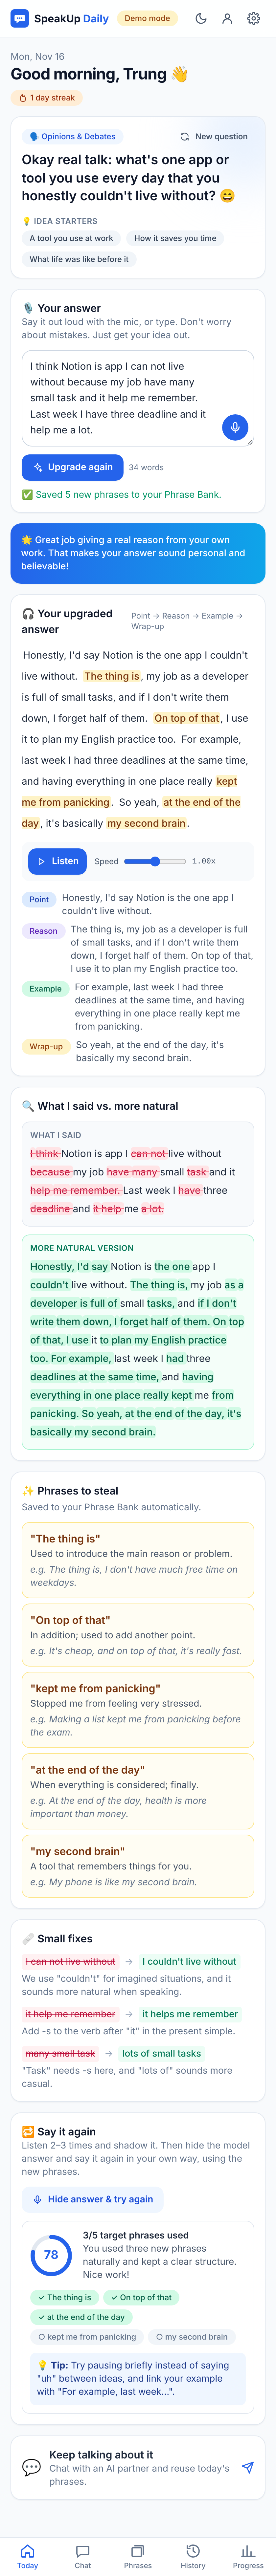 SpeakUp Daily
Demo mode
Mon, Nov 16
Good morning, Trung 👋
1 day streak
🗣️ Opinions & Debates
New question
Okay real talk: what's one app or
tool you use every day that you
honestly couldn't live without? 😄
💡 IDEA STARTERS
A tool you use at work
How it saves you time
What life was like before it
🎙️ Your answer
Say it out loud with the mic, or type. Don't worry
about mistakes. Just get your idea out.
I think Notion is app I can not live
without because my job have many
small task and it help me remember.
Last week I have three deadline and it
help me a lot.
Upgrade again
34 words
✅ Saved 5 new phrases to your Phrase Bank.
🌟 Great job giving a real reason from your own
work. That makes your answer sound personal and
believable!
🎧 Your upgraded
answer
Point → Reason → Example →
Wrap-up
Honestly, I'd say Notion is the one app I couldn't
live without. The thing is, my job as a developer
is full of small tasks, and if I don't write them
down, I forget half of them. On top of that, I use
it to plan my English practice too. For example,
last week I had three deadlines at the same time,
and having everything in one place really kept
me from panicking. So yeah, at the end of the
day, it's basically my second brain.
Listen
Speed
1.00x
Point
Honestly, I'd say Notion is the one app I
couldn't live without.
Reason
The thing is, my job as a developer is full
of small tasks, and if I don't write them
down, I forget half of them. On top of that,
I use it to plan my English practice too.
Example
For example, last week I had three
deadlines at the same time, and having
everything in one place really kept me
from panicking.
Wrap-up
So yeah, at the end of the day, it's
basically my second brain.
🔍 What I said vs. more natural
WHAT I SAID
I think Notion is app I can not live without
because my job have many small task and it
help me remember. Last week I have three
deadline and it help me a lot.
MORE NATURAL VERSION
Honestly, I'd say Notion is the one app I
couldn't live without. The thing is, my job as a
developer is full of small tasks, and if I don't
write them down, I forget half of them. On top
of that, I use it to plan my English practice
too. For example, last week I had three
deadlines at the same time, and having
everything in one place really kept me from
panicking. So yeah, at the end of the day, it's
basically my second brain.
✨ Phrases to steal
Saved to your Phrase Bank automatically.
"The thing is"
Used to introduce the main reason or problem.
e.g. The thing is, I don't have much free time on
weekdays.
"On top of that"
In addition; used to add another point.
e.g. It's cheap, and on top of that, it's really fast.
"kept me from panicking"
Stopped me from feeling very stressed.
e.g. Making a list kept me from panicking before
the exam.
"at the end of the day"
When everything is considered; finally.
e.g. At the end of the day, health is more
important than money.
"my second brain"
A tool that remembers things for you.
e.g. My phone is like my second brain.
🩹 Small fixes
I can not live without → I couldn't live without
We use "couldn't" for imagined situations, and it
sounds more natural when speaking.
it help me remember → it helps me remember
Add -s to the verb after "it" in the present simple.
many small task → lots of small tasks
"Task" needs -s here, and "lots of" sounds more
casual.
🔁 Say it again
Listen 2–3 times and shadow it. Then hide the model
answer and say it again in your own way, using the
new phrases.
Hide answer & try again
78
3/5 target phrases used
You used three new phrases
naturally and kept a clear structure.
Nice work!
✓ The thing is
✓ On top of that
✓ at the end of the day
○ kept me from panicking
○ my second brain
💡 Tip: Try pausing briefly instead of saying
"uh" between ideas, and link your example
with "For example, last week...".
Keep talking about it
Chat with an AI partner and reuse today's
phrases.
Today
Chat
Phrases
History
Progress